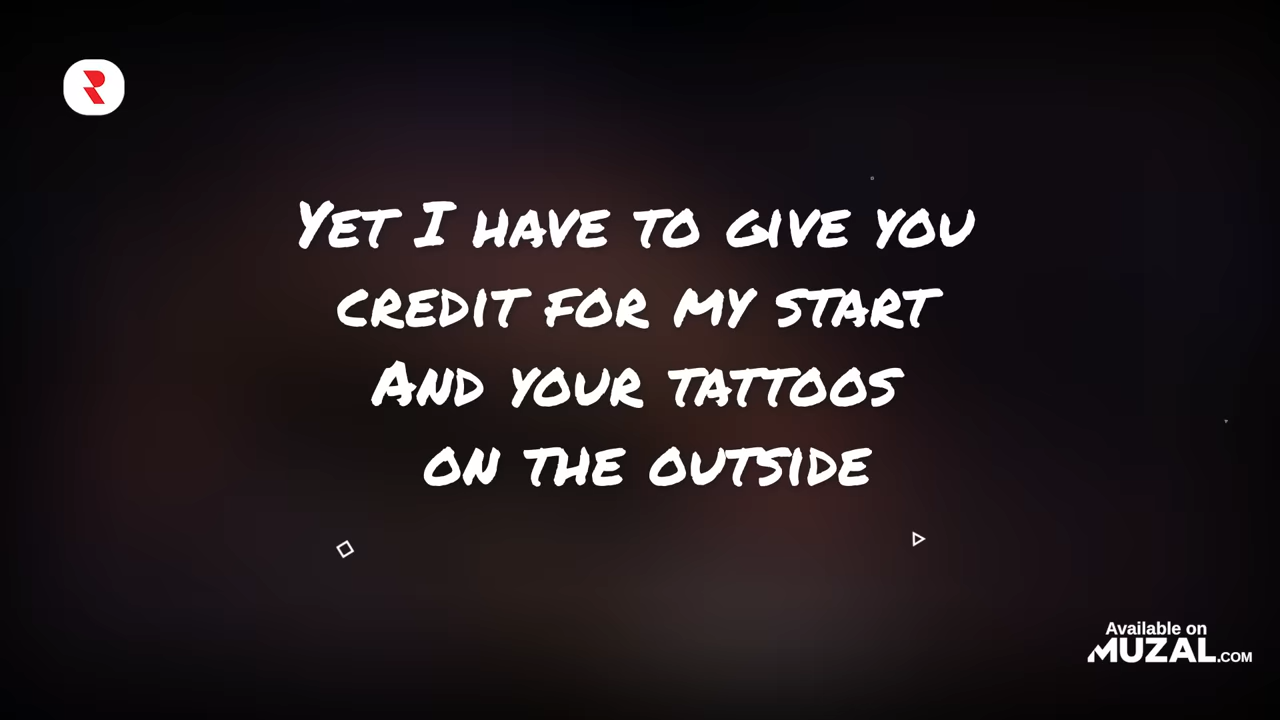 Yet I have to give you
credit for my start
And your tattoos
on the outside
Available on
MUZAL.COM